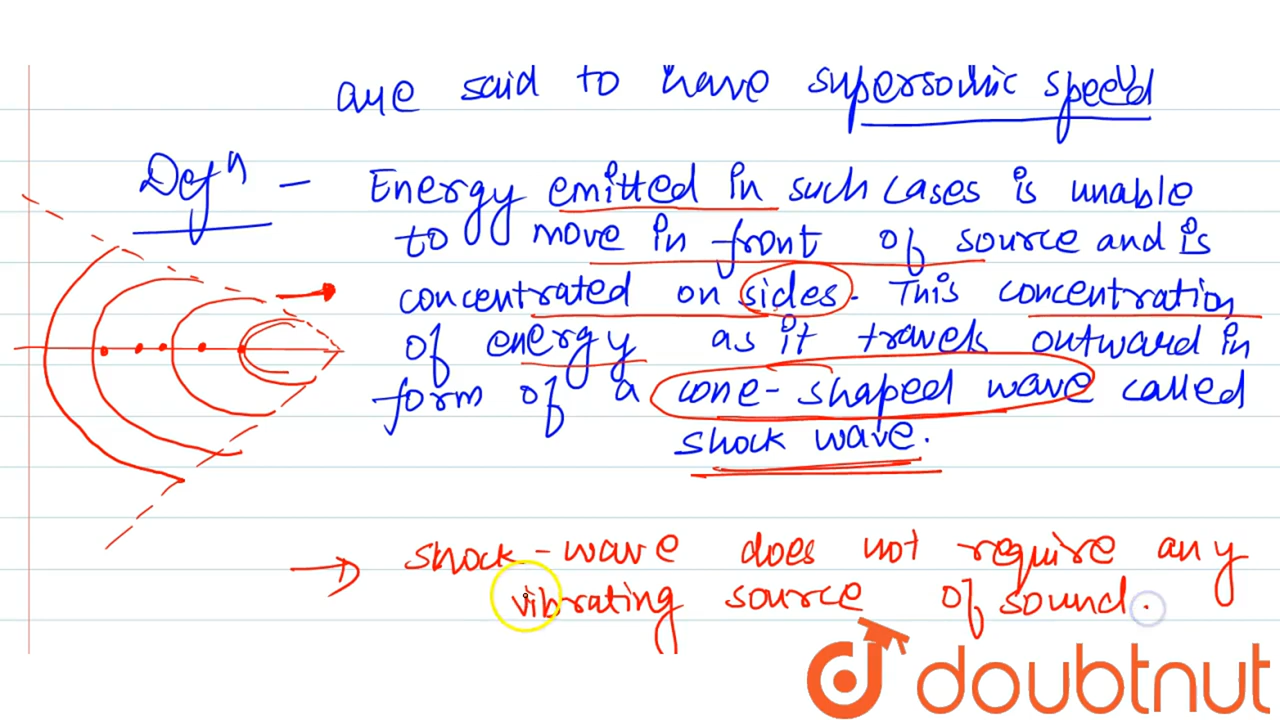 are said to have supersonic speed
Defⁿ - Energy emitted in such cases is unable
to move in front of source and is
concentrated on sides. This concentration
of energy as it travels outward in
form of a cone-shaped wave called
shock wave.
→ shock-wave does not require any
vibrating source of sound.
doubtnut